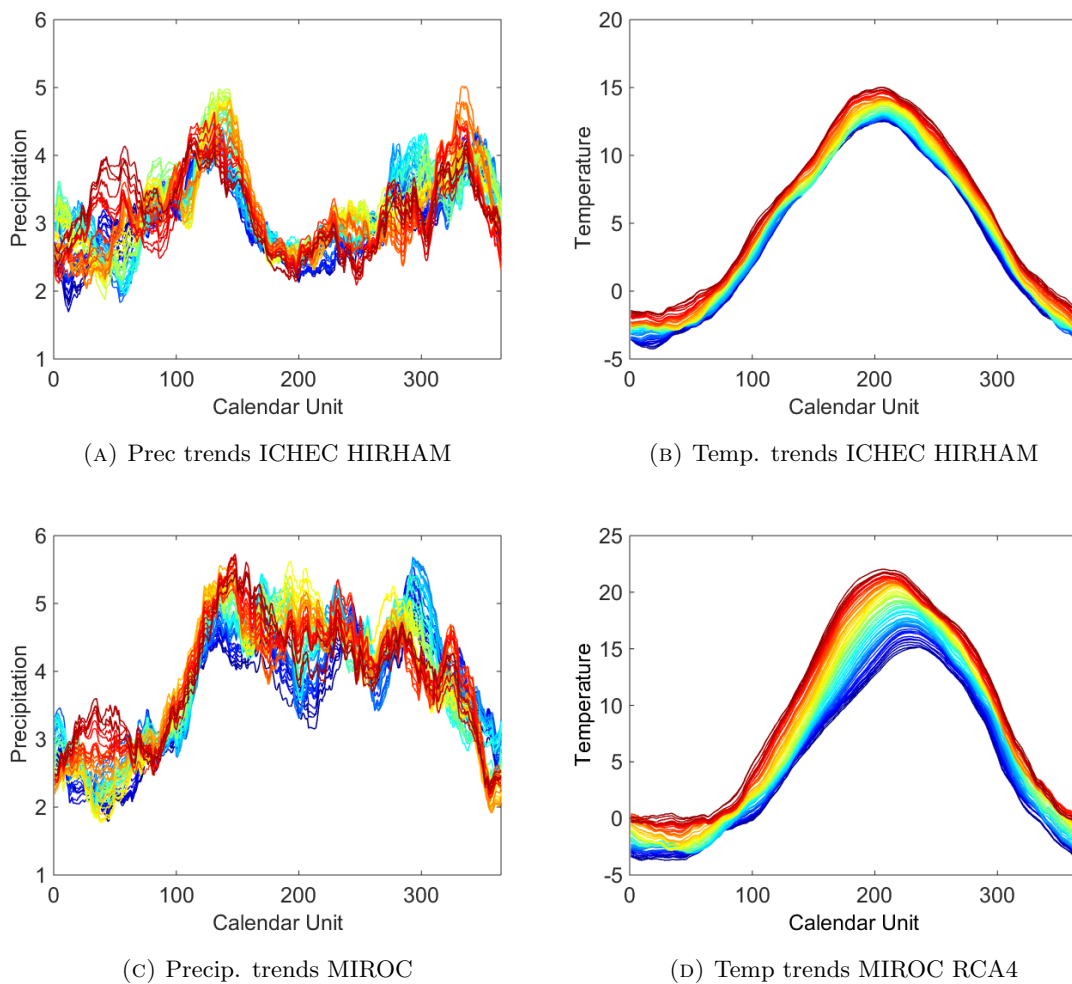 6
5
4
3
2
1
Precipitation
0 100 200 300
Calendar Unit
(A) Prec trends ICHEC HIRHAM
20
15
10
5
0
-5
Temperature
0 100 200 300
Calendar Unit
(B) Temp. trends ICHEC HIRHAM
6
5
4
3
2
1
Precipitation
0 100 200 300
Calendar Unit
(C) Precip. trends MIROC
25
20
15
10
5
0
-5
Temperature
0 100 200 300
Calendar Unit
(D) Temp trends MIROC RCA4